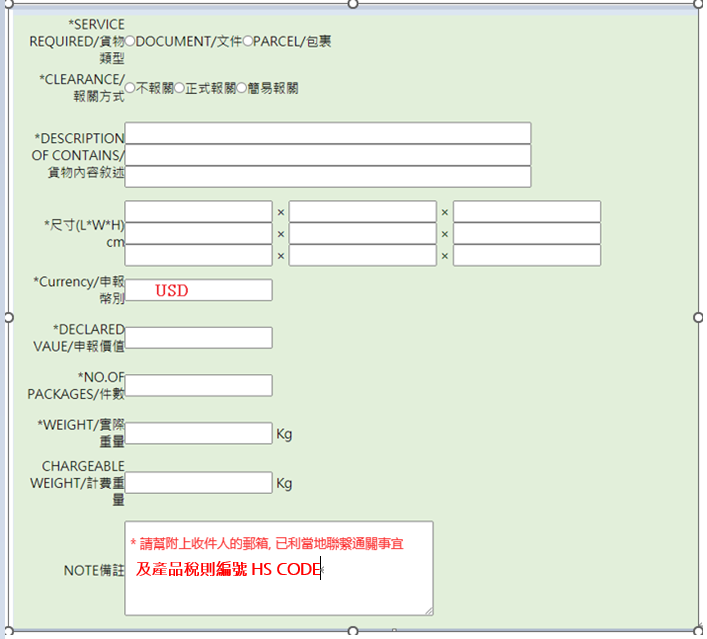 *SERVICE
REQUIRED/貨物
類型
DOCUMENT/文件 PARCEL/包裹
*CLEARANCE/
報關方式
不報關 正式報關 簡易報關
*DESCRIPTION
OF CONTAINS/
貨物內容敘述
*尺寸(L*W*H)
cm
× ×
× ×
× ×
*Currency/申報
幣別
USD
*DECLARED
VAUE/申報價值
*NO.OF
PACKAGES/件數
*WEIGHT/實際
重量
Kg
CHARGEABLE
WEIGHT/計費重
量
Kg
NOTE備註
* 請幫附上收件人的郵箱, 已利當地聯繫通關事宜
及產品稅則編號 HS CODE